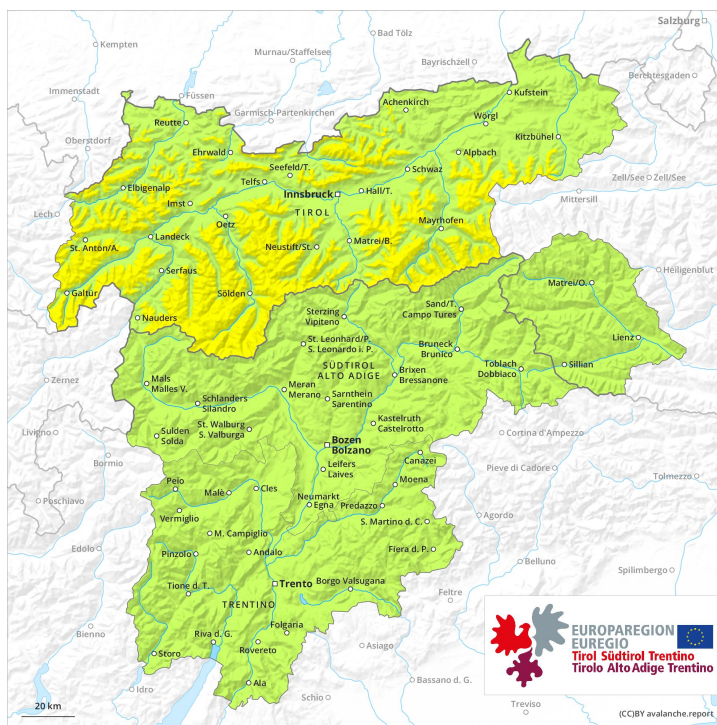 Salzburg
Bad Tölz
Kempten
Murnau/Staffelsee
Bayrischzell
Berchtesgaden
Immenstadt
Füssen
Garmisch-Partenkirchen
Achenkirch
Kufstein
Reutte
Wörgl
Oberstdorf
Ehrwald
Kitzbühel
Seefeld/T.
Alpbach
Telfs
Schwaz
Elbigenalp
Innsbruck
Hall/T.
Zell/See
Zell/See
Imst
Mittersill
Lech
TIROL
Oetz
Mayrhofen
St. Anton/A.
Landeck
Neustift/St.
Matrei/B.
Serfaus
Heiligenblut
Galtür
Sölden
Matrei/O.
Nauders
Sterzing
Vipiteno
Sand/T.
Campo Tures
St. Leonhard/P.
S. Leonardo i. P.
Bruneck
Brunico
Lienz
SÜDTIROL
ALTO ADIGE
Toblach
Dobbiaco
Sillian
Zernez
Mals
Malles V.
Meran
Merano
Brixen
Bressanone
Schlanders
Silandro
Sarnthein
Sarentino
St. Walburg
S. Valburga
Kastelruth
Castelrotto
Livigno
Sulden
Solda
Bozen
Bolzano
Cortina d'Ampezzo
Bormio
Leifers
Laives
Canazei
Pieve di Cadore
Peio
Malè
Cles
Moena
Tolmezzo
Poschiavo
Neumarkt
Egna
Predazzo
Vermiglio
Agordo
S. Martino d. C.
M. Campiglio
Edolo
Pinzolo
Andalo
Fiera d. P.
Belluno
Spilimbergo
Tione d. T.
Trento
Borgo Valsugana
Feltre
TRENTINO
Bienno
Folgaria
Riva d. G.
Rovereto
Asiago
Storo
Bassano d. G.
Idro
Ala
Schio
Treviso
EUROPAREGION
EUREGIO
Tirol Südtirol Trentino
Tirolo Alto Adige Trentino
20 km
(CC)BY avalanche.report